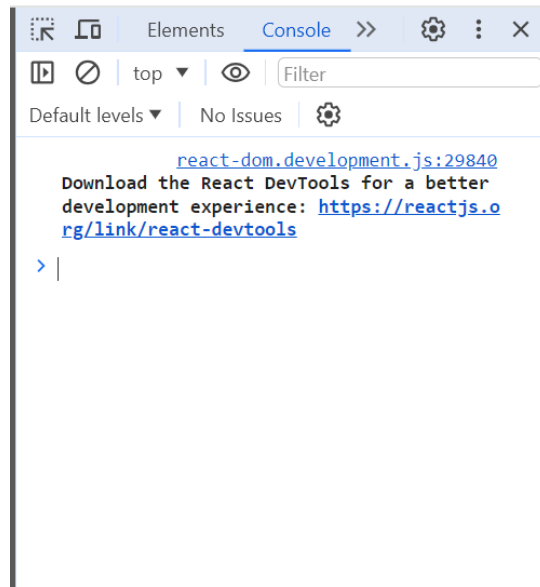 Elements Console
top Filter
Default levels No Issues
react-dom.development.js:29840
Download the React DevTools for a better
development experience: https://reactjs.o
rg/link/react-devtools